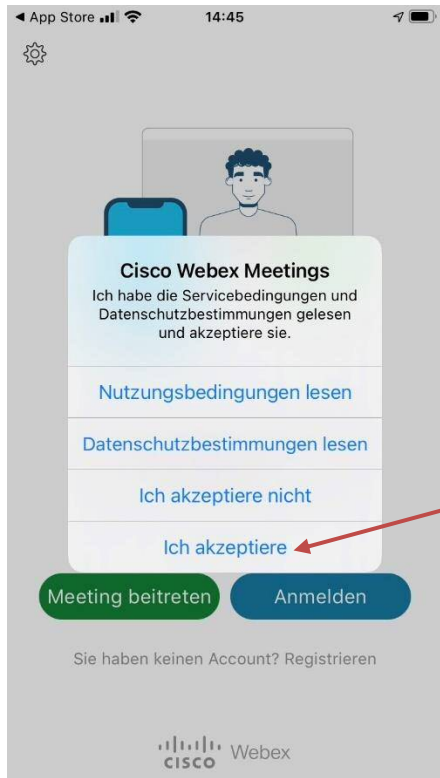 App Store 14:45
Cisco Webex Meetings
Ich habe die Servicebedingungen und
Datenschutzbestimmungen gelesen
und akzeptiere sie.
Nutzungsbedingungen lesen
Datenschutzbestimmungen lesen
Ich akzeptiere nicht
Ich akzeptiere
Meeting beitreten Anmelden
Sie haben keinen Account? Registrieren
CISCO Webex